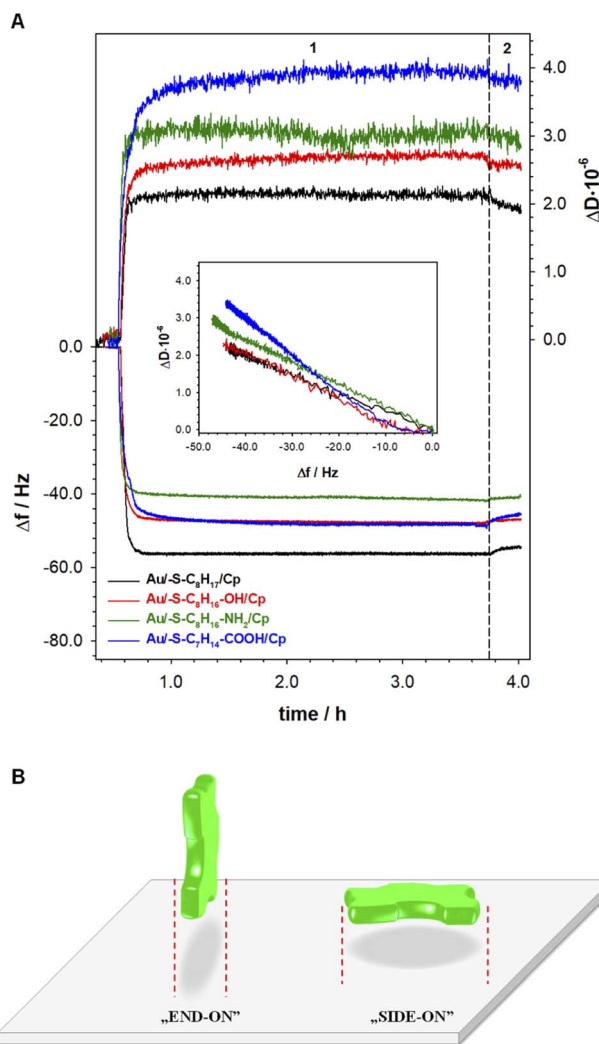 A
1
2
4.0
3.0
2.0
1.0
0.0
ΔD·10⁻⁶
0.0
-20.0
-40.0
-60.0
-80.0
Δf / Hz
4.0
3.0
2.0
1.0
0.0
ΔD·10⁻⁶
-50.0 -40.0 -30.0 -20.0 -10.0 0.0
Δf / Hz
Au/-S-C₈H₁₇/Cp
Au/-S-C₈H₁₆-OH/Cp
Au/-S-C₈H₁₆-NH₂/Cp
Au/-S-C₇H₁₄-COOH/Cp
1.0 2.0 3.0 4.0
time / h
B
„END-ON” „SIDE-ON”